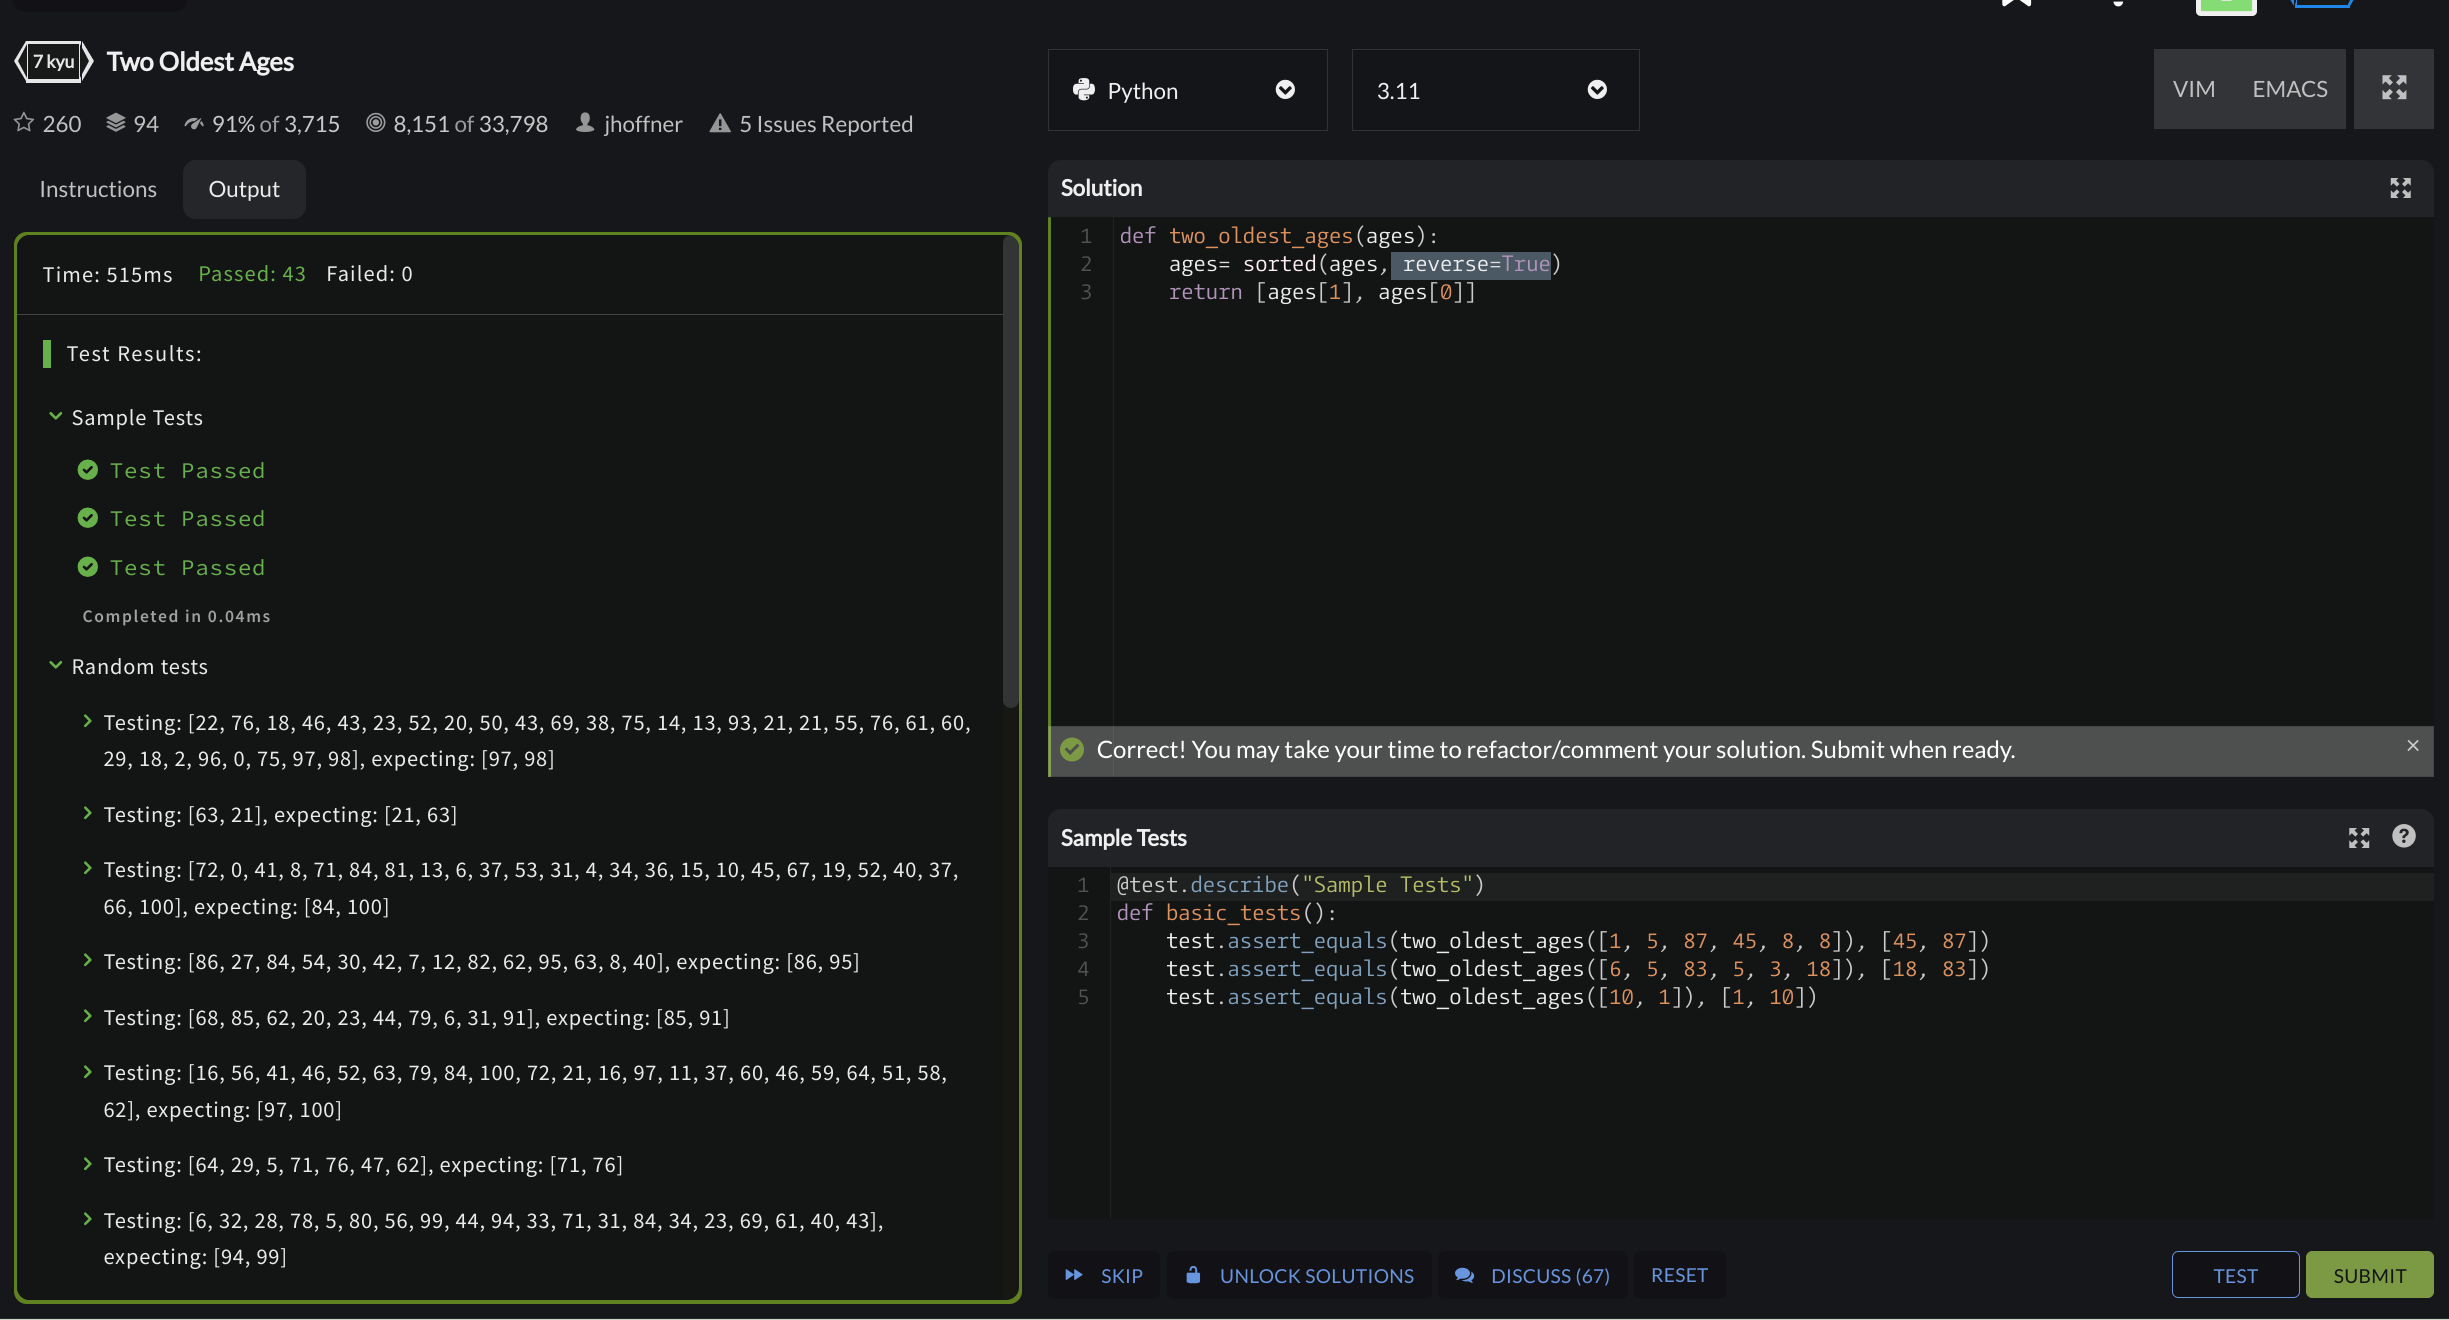 7 kyu Two Oldest Ages
260 94 91% of 3,715 8,151 of 33,798 jhoffner 5 Issues Reported
Instructions Output
Time: 515ms Passed: 43 Failed: 0
Test Results:
Sample Tests
Test Passed
Test Passed
Test Passed
Completed in 0.04ms
Random tests
Testing: [22, 76, 18, 46, 43, 23, 52, 20, 50, 43, 69, 38, 75, 14, 13, 93, 21, 21, 55, 76, 61, 60,
29, 18, 2, 96, 0, 75, 97, 98], expecting: [97, 98]
Testing: [63, 21], expecting: [21, 63]
Testing: [72, 0, 41, 8, 71, 84, 81, 13, 6, 37, 53, 31, 4, 34, 36, 15, 10, 45, 67, 19, 52, 40, 37,
66, 100], expecting: [84, 100]
Testing: [86, 27, 84, 54, 30, 42, 7, 12, 82, 62, 95, 63, 8, 40], expecting: [86, 95]
Testing: [68, 85, 62, 20, 23, 44, 79, 6, 31, 91], expecting: [85, 91]
Testing: [16, 56, 41, 46, 52, 63, 79, 84, 100, 72, 21, 16, 97, 11, 37, 60, 46, 59, 64, 51, 58,
62], expecting: [97, 100]
Testing: [64, 29, 5, 71, 76, 47, 62], expecting: [71, 76]
Testing: [6, 32, 28, 78, 5, 80, 56, 99, 44, 94, 33, 71, 31, 84, 34, 23, 69, 61, 40, 43],
expecting: [94, 99]
Python 3.11 VIM EMACS
Solution
1 def two_oldest_ages(ages):
2     ages= sorted(ages, reverse=True)
3     return [ages[1], ages[0]]
Correct! You may take your time to refactor/comment your solution. Submit when ready. ×
Sample Tests ?
1 @test.describe("Sample Tests")
2 def basic_tests():
3     test.assert_equals(two_oldest_ages([1, 5, 87, 45, 8, 8]), [45, 87])
4     test.assert_equals(two_oldest_ages([6, 5, 83, 5, 3, 18]), [18, 83])
5     test.assert_equals(two_oldest_ages([10, 1]), [1, 10])
SKIP UNLOCK SOLUTIONS DISCUSS (67) RESET TEST SUBMIT